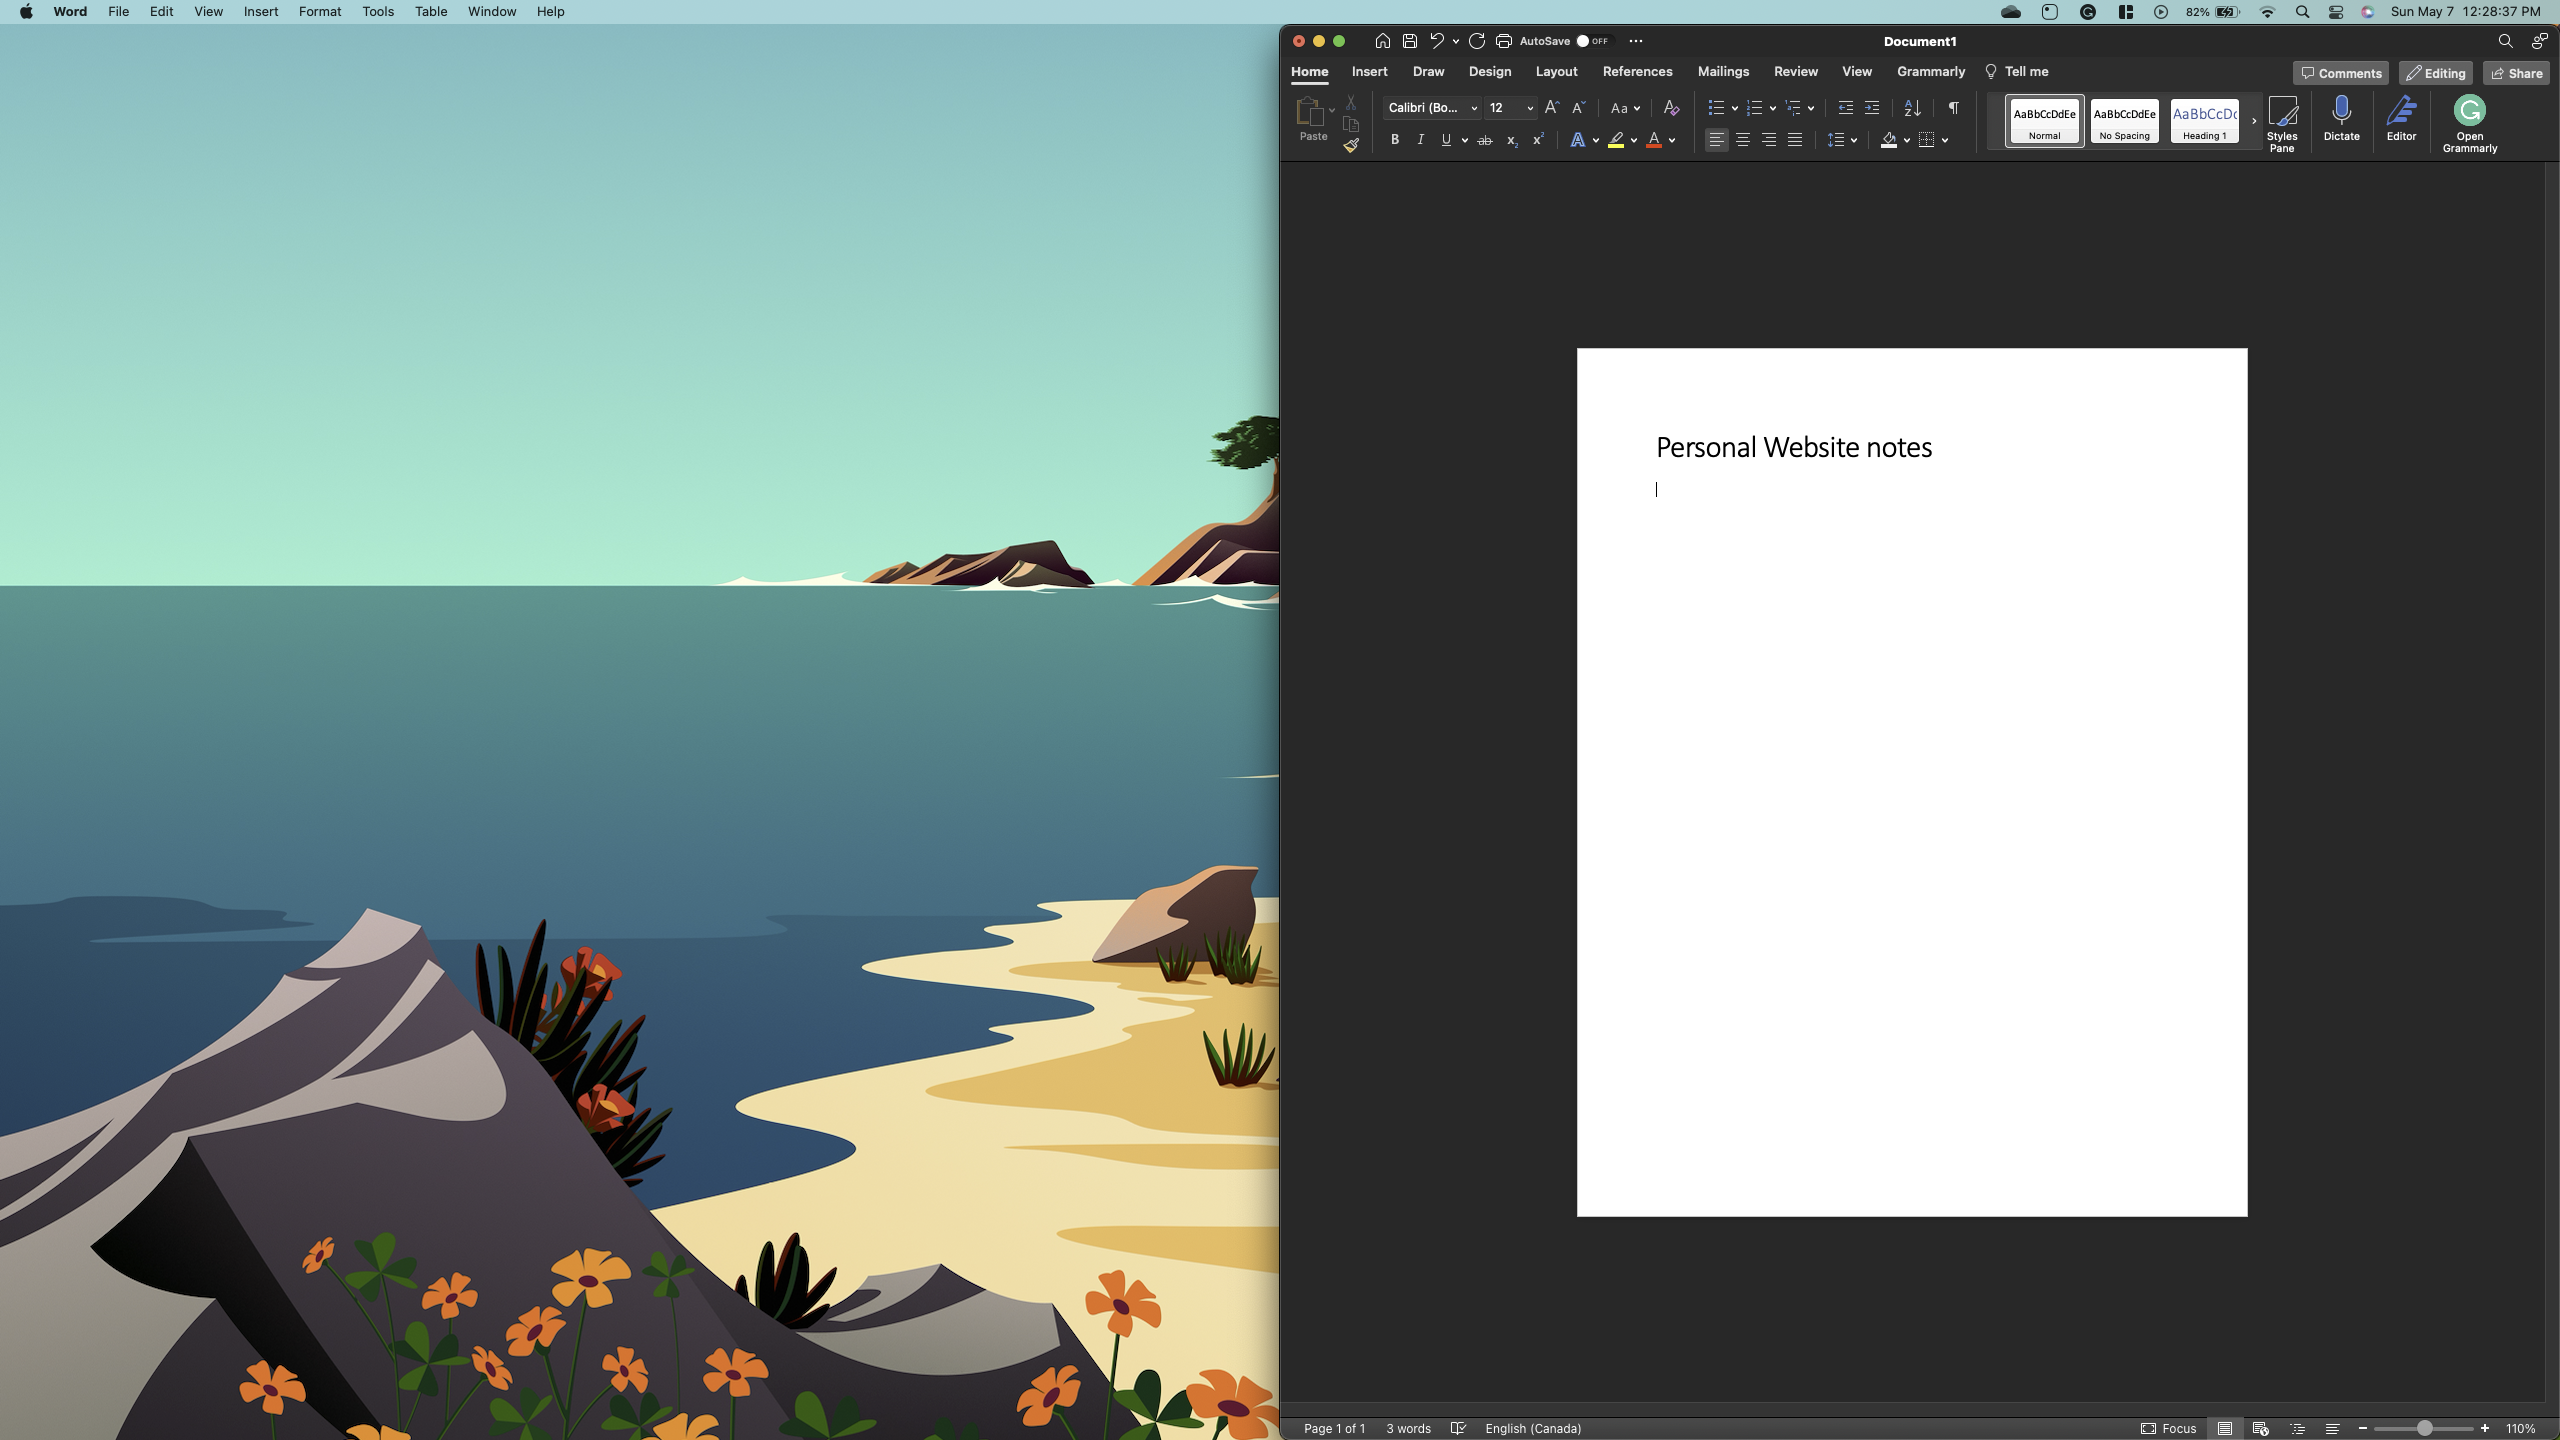 Word File Edit View Insert Format Tools Table Window Help 82% Sun May 7 12:28:37 PM
AutoSave OFF ... Document1
Home Insert Draw Design Layout References Mailings Review View Grammarly Tell me Comments Editing Share
Paste Calibri (Bo... 12 Aa AaBbCcDdEe AaBbCcDdEe AaBbCcDc
Normal No Spacing Heading 1
B I U ab x₂ x² A A
Styles Pane Dictate Editor Open Grammarly
Personal Website notes
Page 1 of 1 3 words English (Canada) Focus 110%